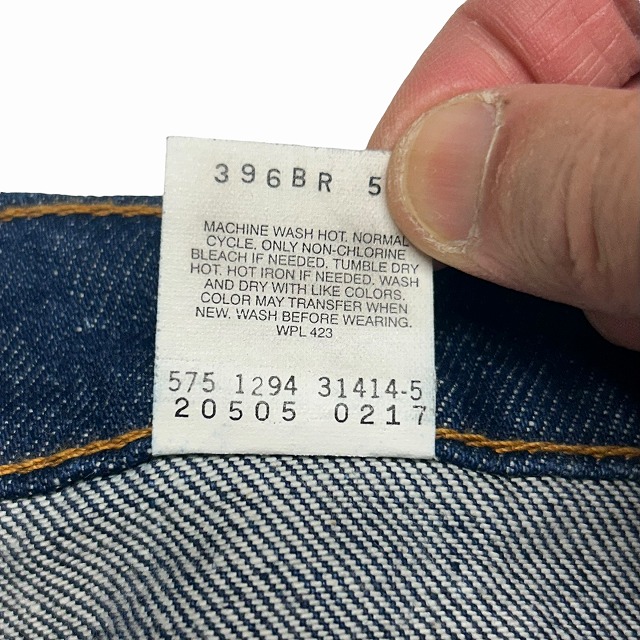 396BR 5
MACHINE WASH HOT. NORMAL
CYCLE. ONLY NON-CHLORINE
BLEACH IF NEEDED. TUMBLE DRY
HOT. HOT IRON IF NEEDED. WASH
AND DRY WITH LIKE COLORS.
COLOR MAY TRANSFER WHEN
NEW. WASH BEFORE WEARING.
WPL 423
575 1294 31414-5
20505 0217